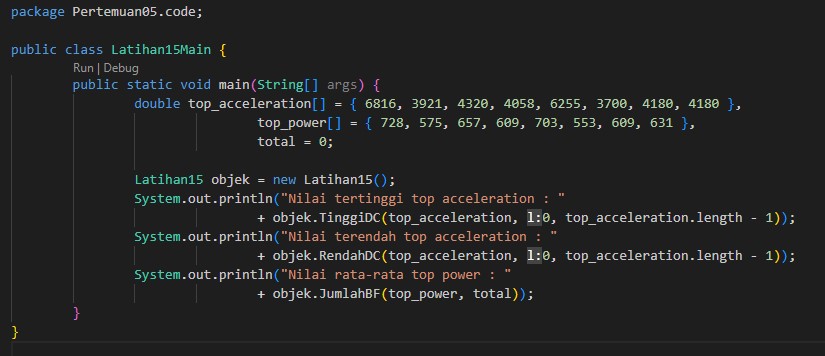 package Pertemuan05.code;
public class Latihan15Main {
Run | Debug
public static void main(String[] args) {
double top_acceleration[] = { 6816, 3921, 4320, 4058, 6255, 3700, 4180, 4180 },
top_power[] = { 728, 575, 657, 609, 703, 553, 609, 631 },
total = 0;
Latihan15 objek = new Latihan15();
System.out.println("Nilai tertinggi top acceleration : "
+ objek.TinggiDC(top_acceleration, l:0, top_acceleration.length - 1));
System.out.println("Nilai terendah top acceleration : "
+ objek.RendahDC(top_acceleration, l:0, top_acceleration.length - 1));
System.out.println("Nilai rata-rata top power : "
+ objek.JumlahBF(top_power, total));
}
}